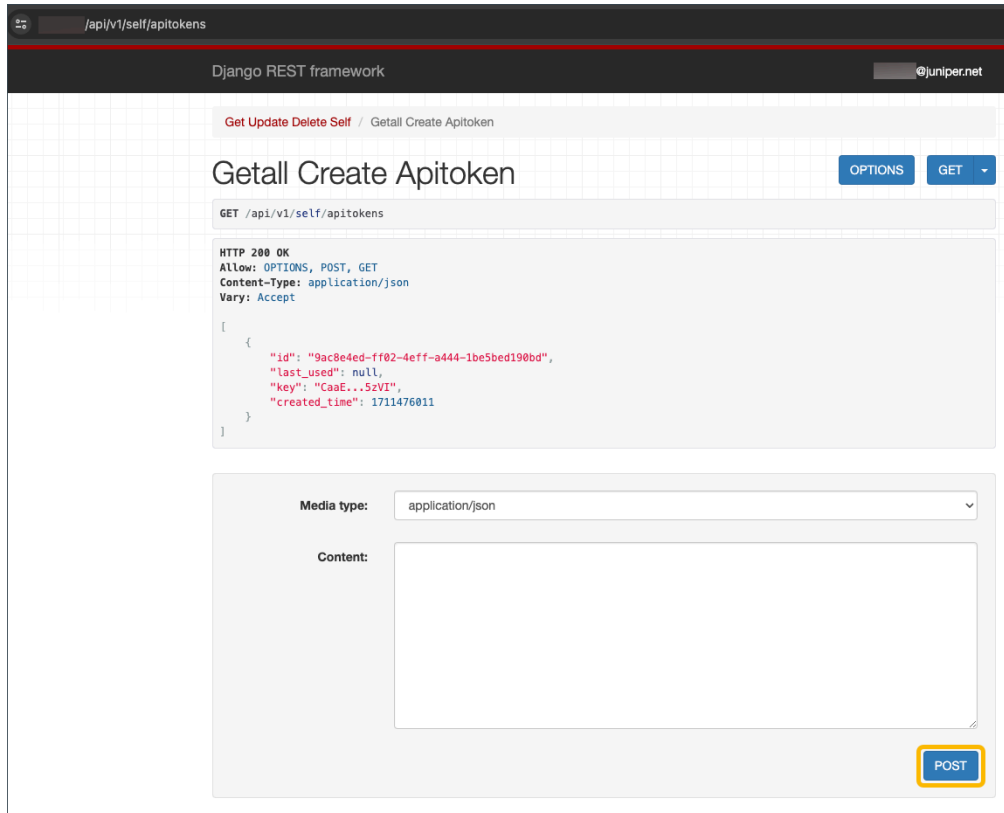 /api/v1/self/apitokens
Django REST framework
@juniper.net
Get Update Delete Self / Getall Create Apitoken
Getall Create Apitoken
OPTIONS
GET
GET /api/v1/self/apitokens
HTTP 200 OK
Allow: OPTIONS, POST, GET
Content-Type: application/json
Vary: Accept
[
{
"id": "9ac8e4ed-ff02-4eff-a444-1be5bed190bd",
"last_used": null,
"key": "CaaE...5zVI",
"created_time": 1711476011
}
]
Media type:
application/json
Content:
POST